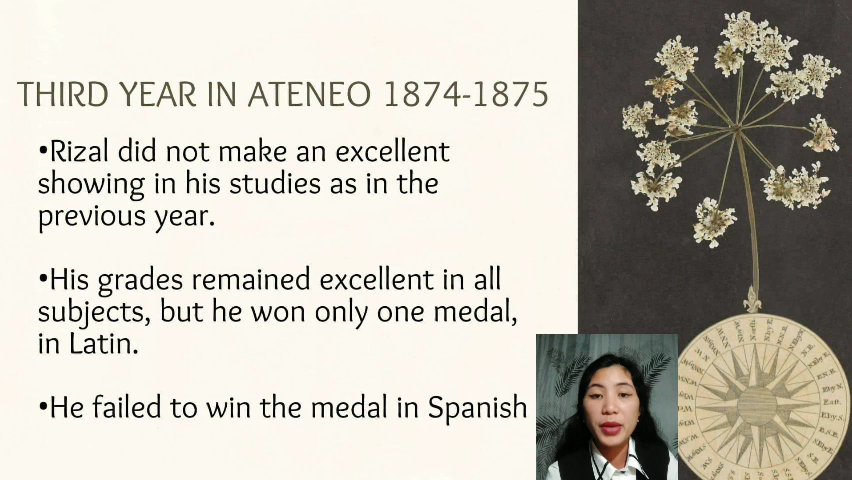 THIRD YEAR IN ATENEO 1874-1875
•Rizal did not make an excellent
showing in his studies as in the
previous year.
•His grades remained excellent in all
subjects, but he won only one medal,
in Latin.
•He failed to win the medal in Spanish